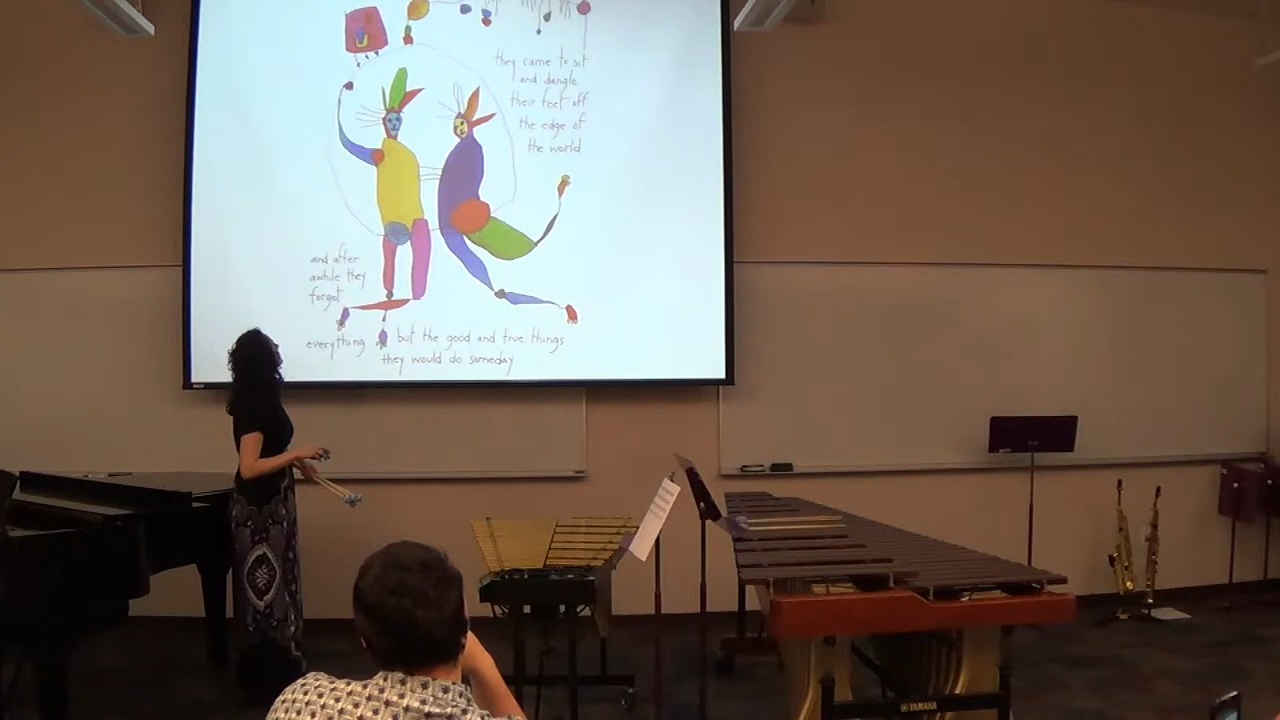 they came to sit
and dangle
their feet off
the edge of
the world
and after
awhile they
forgot
everything but the good and true things
they would do someday
YAMAHA